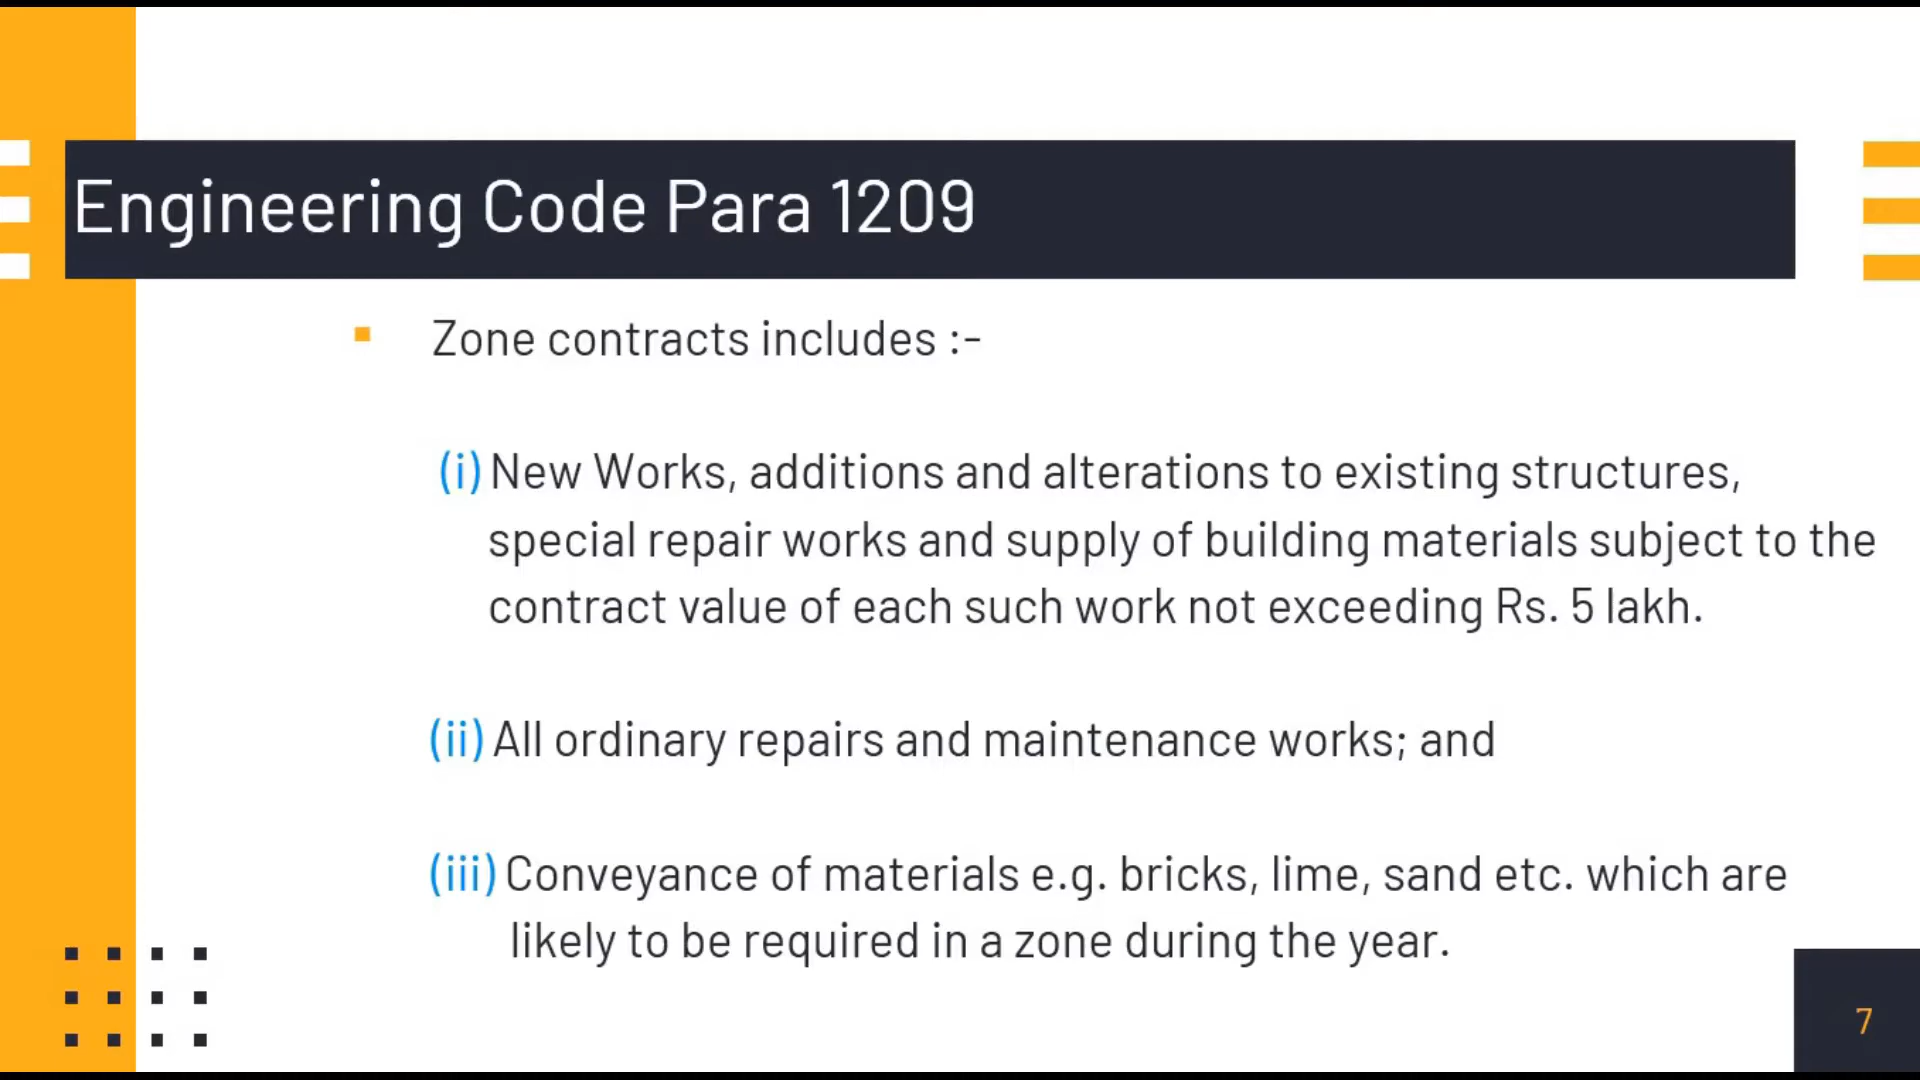 Engineering Code Para 1209
Zone contracts includes :-
(i) New Works, additions and alterations to existing structures,
special repair works and supply of building materials subject to the
contract value of each such work not exceeding Rs. 5 lakh.
(ii) All ordinary repairs and maintenance works; and
(iii) Conveyance of materials e.g. bricks, lime, sand etc. which are
likely to be required in a zone during the year.
7